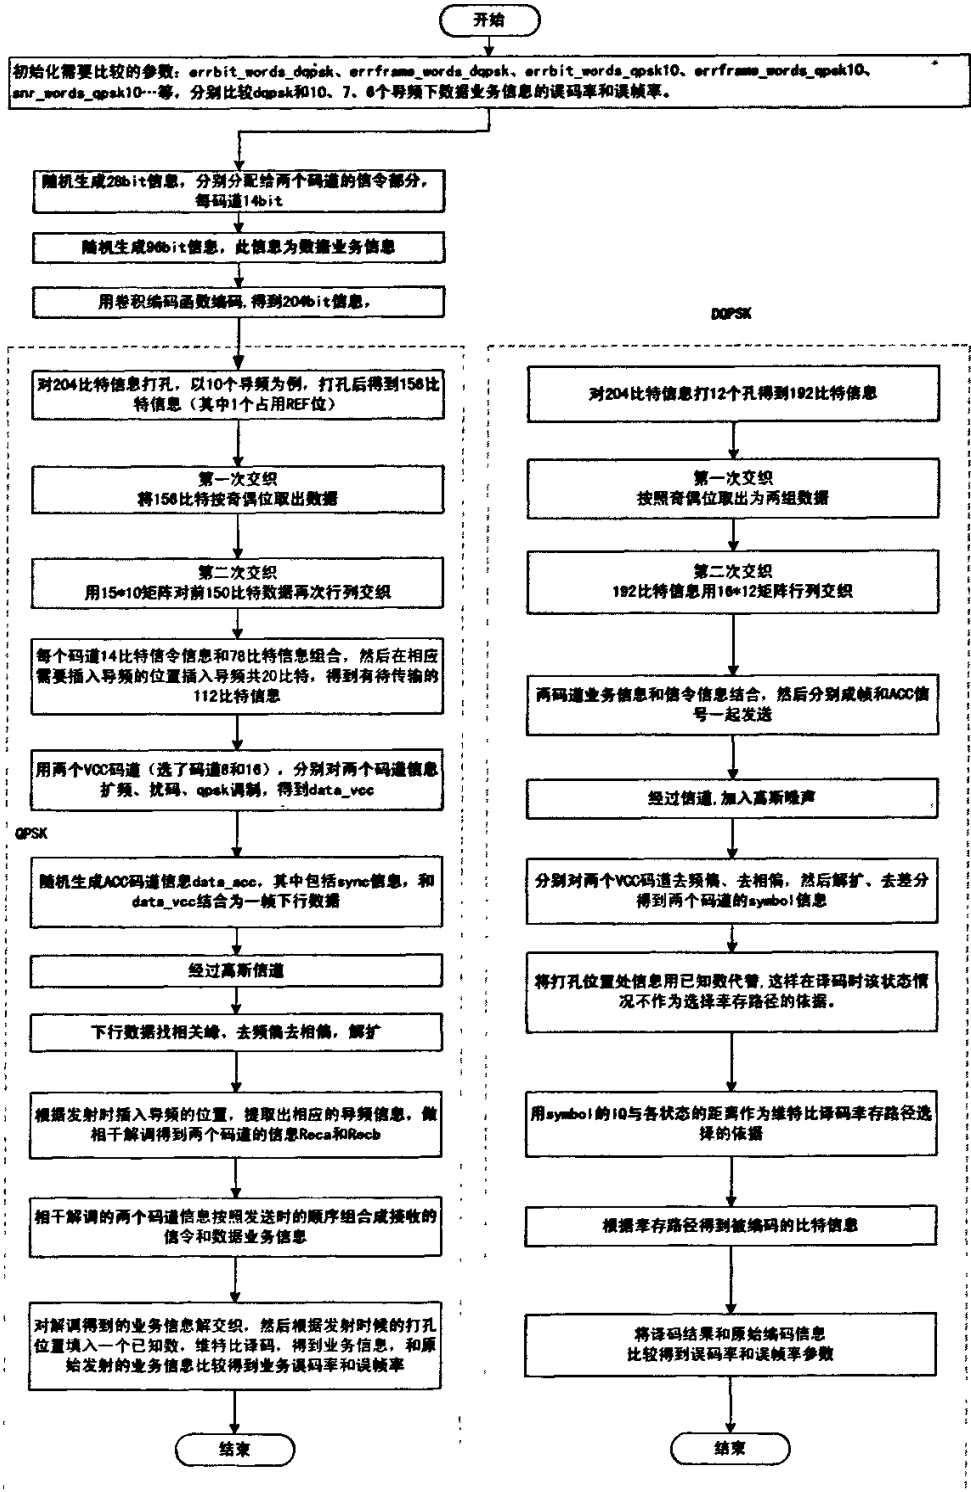 开始
初始化需要比较的参数：errbit_words_dqpsk、errframe_words_dqpsk、errbit_words_qpsk10、errframe_words_qpsk10、
snr_words_qpsk10…等，分别比较dqpsk和10、7、6个导频下数据业务信息的误码率和误帧率。
随机生成28bit信息，分别分配给两个码道的信令部分，
每码道14bit
随机生成96bit信息，此信息为数据业务信息
用卷积编码函数编码,得到204bit信息，
QPSK
对204比特信息打孔，以10个导频为例，打孔后得到156比
特信息（其中1个占用REF位）
第一次交织
将156比特按奇偶位取出数据
第二次交织
用15*10矩阵对前150比特数据再次行列交织
每个码道14比特信令信息和78比特信息组合，然后在相应
需要插入导频的位置插入导频共20比特，得到有待传输的
112比特信息
用两个VCC码道（选了码道6和16），分别对两个码道信息
扩频、扰码、qpsk调制，得到data_vcc
随机生成ACC码道信息data_acc，其中包括sync信息，和
data_vcc结合为一帧下行数据
经过高斯信道
下行数据找相关峰、去频偏去相偏，解扩
根据发射时插入导频的位置，提取出相应的导频信息，做
相干解调得到两个码道的信息Reca和Recb
相干解调的两个码道信息按照发送时的顺序组合成接收的
信令和数据业务信息
对解调得到的业务信息解交织，然后根据发射时候的打孔
位置填入一个已知数，维特比译码，得到业务信息，和原
始发射的业务信息比较得到业务误码率和误帧率
结束
DQPSK
对204比特信息打12个孔得到192比特信息
第一次交织
按照奇偶位取出为两组数据
第二次交织
192比特信息用16*12矩阵行列交织
两码道业务信息和信令信息结合，然后分别成帧和ACC信
号一起发送
经过信道,加入高斯噪声
分别对两个VCC码道去频偏、去相偏，然后解扩、去差分
得到两个码道的symbol信息
将打孔位置处信息用已知数代替,这样在译码时该状态情
况不作为选择幸存路径的依据。
用symbol的IQ与各状态的距离作为维特比译码幸存路径选
择的依据
根据幸存路径得到被编码的比特信息
将译码结果和原始编码信息
比较得到误码率和误帧率参数
结束